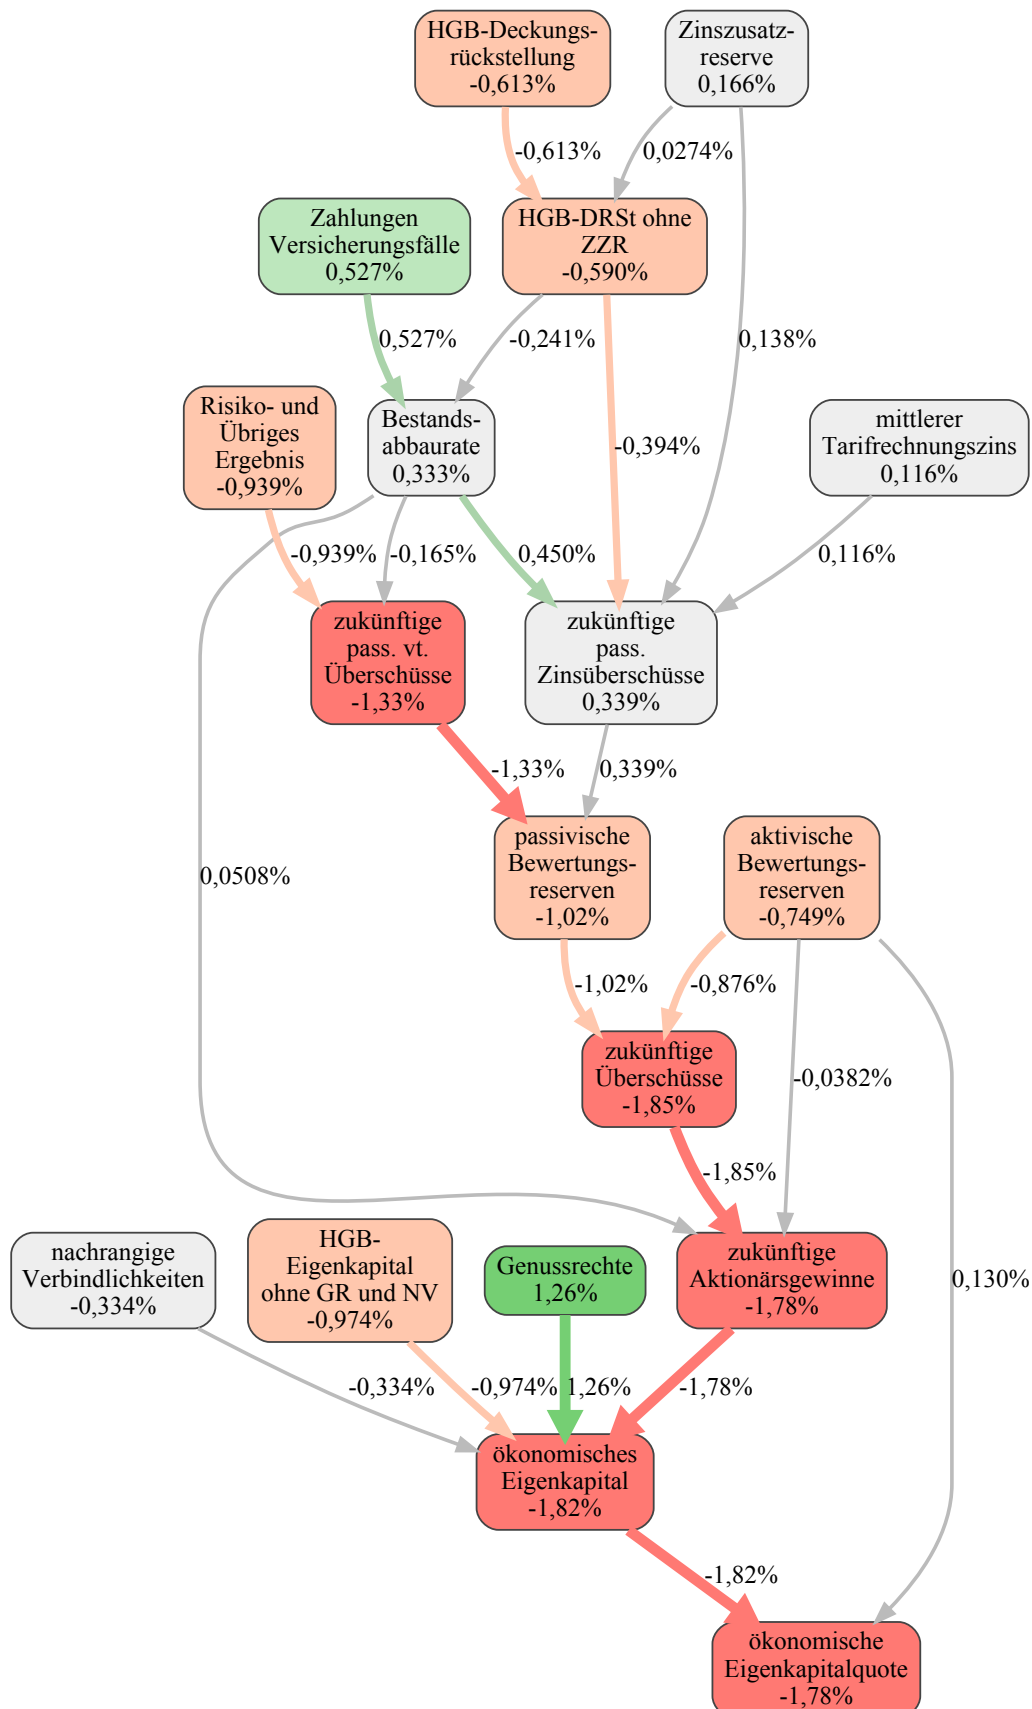 HGB-Deckungs-
rückstellung
-0,613%
Zinszusatz-
reserve
0,166%
-0,613%
0,0274%
Zahlungen
Versicherungsfälle
0,527%
HGB-DRSt ohne
ZZR
-0,590%
0,527%
-0,241%
0,138%
Risiko- und
Übriges
Ergebnis
-0,939%
Bestands-
abbaurate
0,333%
-0,394%
mittlerer
Tarifrechnungszins
0,116%
-0,939%
-0,165%
0,450%
0,116%
zukünftige
pass. vt.
Überschüsse
-1,33%
zukünftige
pass.
Zinsüberschüsse
0,339%
-1,33%
0,339%
0,0508%
passivische
Bewertungs-
reserven
-1,02%
aktivische
Bewertungs-
reserven
-0,749%
-1,02%
-0,876%
zukünftige
Überschüsse
-1,85%
-0,0382%
-1,85%
nachrangige
Verbindlichkeiten
-0,334%
HGB-
Eigenkapital
ohne GR und NV
-0,974%
Genussrechte
1,26%
zukünftige
Aktionärsgewinne
-1,78%
0,130%
-0,334%
-0,974%
1,26%
-1,78%
ökonomisches
Eigenkapital
-1,82%
-1,82%
ökonomische
Eigenkapitalquote
-1,78%